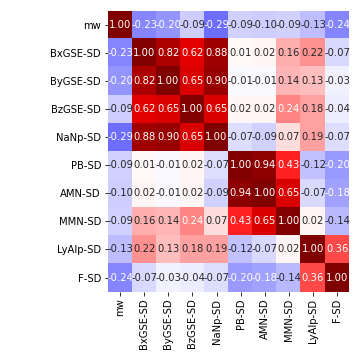 mw 1.00 -0.23 -0.20 -0.09 -0.29 -0.09 -0.10 -0.09 -0.13 -0.24
BxGSE-SD -0.23 1.00 0.82 0.62 0.88 0.01 0.02 0.16 0.22 -0.07
ByGSE-SD -0.20 0.82 1.00 0.65 0.90 -0.01 -0.01 0.14 0.13 -0.03
BzGSE-SD -0.09 0.62 0.65 1.00 0.65 0.02 0.02 0.24 0.18 -0.04
NaNp-SD -0.29 0.88 0.90 0.65 1.00 -0.07 -0.09 0.07 0.19 -0.07
PB-SD -0.09 0.01 -0.01 0.02 -0.07 1.00 0.94 0.43 -0.12 -0.20
AMN-SD -0.10 0.02 -0.01 0.02 -0.09 0.94 1.00 0.65 -0.07 -0.18
MMN-SD -0.09 0.16 0.14 0.24 0.07 0.43 0.65 1.00 0.02 -0.14
LyAlp-SD -0.13 0.22 0.13 0.18 0.19 -0.12 -0.07 0.02 1.00 0.36
F-SD -0.24 -0.07 -0.03 -0.04 -0.07 -0.20 -0.18 -0.14 0.36 1.00
mw BxGSE-SD ByGSE-SD BzGSE-SD NaNp-SD PB-SD AMN-SD MMN-SD LyAlp-SD F-SD